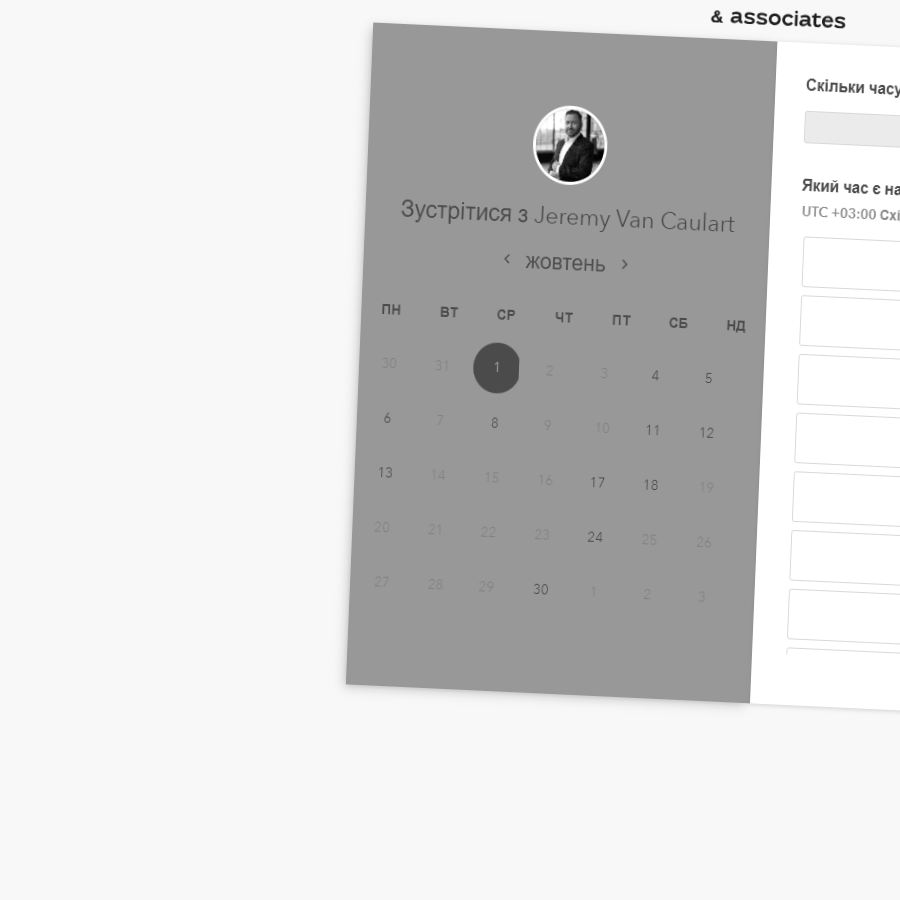 & associates
Зустрітися з Jeremy Van Caulart
жовтень
ПН ВТ СР ЧТ ПТ СБ НД
30 31 1 2 3 4 5
6 7 8 9 10 11 12
13 14 15 16 17 18 19
20 21 22 23 24 25 26
27 28 29 30 1 2 3
Скільки часу
Який час є на
UTC +03:00 Схі